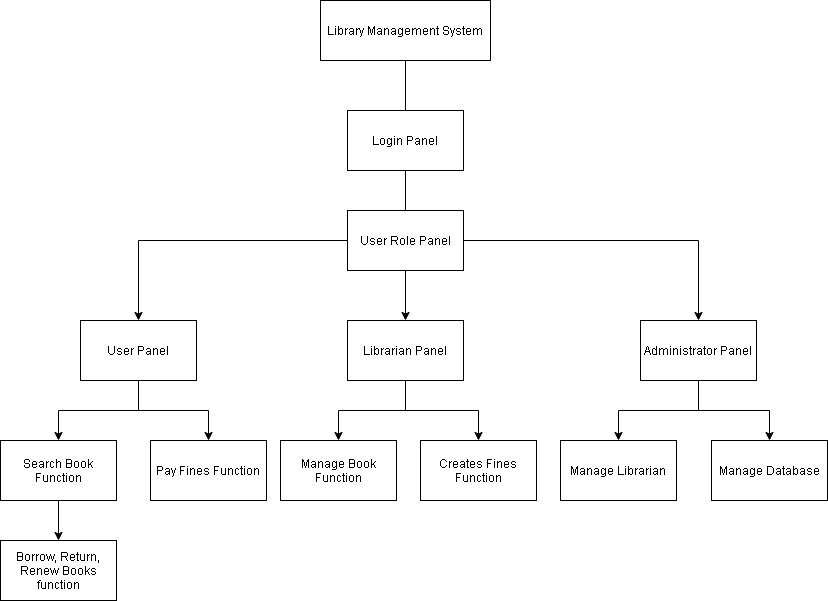 Library Management System
Login Panel
User Role Panel
User Panel
Librarian Panel
Administrator Panel
Search Book
Function
Pay Fines Function
Manage Book
Function
Creates Fines
Function
Manage Librarian
Manage Database
Borrow, Return,
Renew Books
function